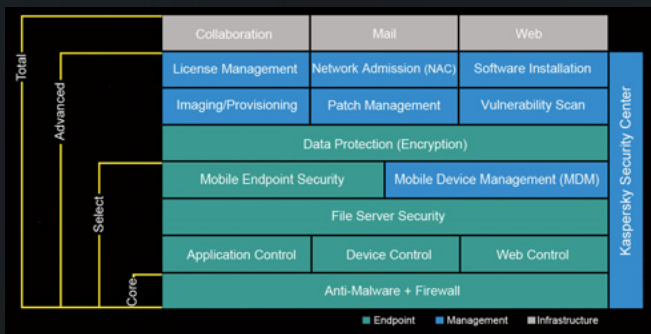 Total
Advanced
Select
Core
Collaboration Mail Web
License Management Network Admission (NAC) Software Installation
Imaging/Provisioning Patch Management Vulnerability Scan
Data Protection (Encryption)
Mobile Endpoint Security Mobile Device Management (MDM)
File Server Security
Application Control Device Control Web Control
Anti-Malware + Firewall
Kaspersky Security Center
Endpoint Management Infrastructure